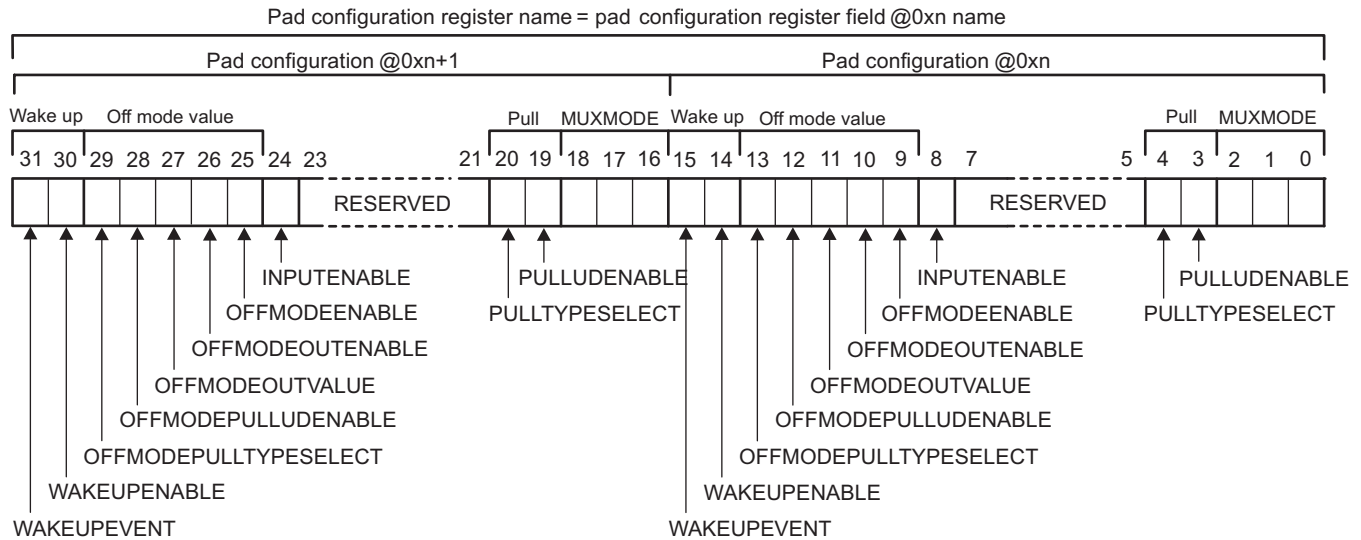 Pad configuration register name = pad configuration register field @0xn name
Pad configuration @0xn+1 Pad configuration @0xn
Wake up Off mode value Pull MUXMODE Wake up Off mode value Pull MUXMODE
31 30 29 28 27 26 25 24 23 21 20 19 18 17 16 15 14 13 12 11 10 9 8 7 5 4 3 2 1 0
RESERVED RESERVED
INPUTENABLE PULLUDENABLE INPUTENABLE PULLUDENABLE
OFFMODEENABLE PULLTYPESELECT OFFMODEENABLE PULLTYPESELECT
OFFMODEOUTENABLE OFFMODEOUTENABLE
OFFMODEOUTVALUE OFFMODEOUTVALUE
OFFMODEPULLUDENABLE OFFMODEPULLUDENABLE
OFFMODEPULLTYPESELECT OFFMODEPULLTYPESELECT
WAKEUPENABLE WAKEUPENABLE
WAKEUPEVENT WAKEUPEVENT